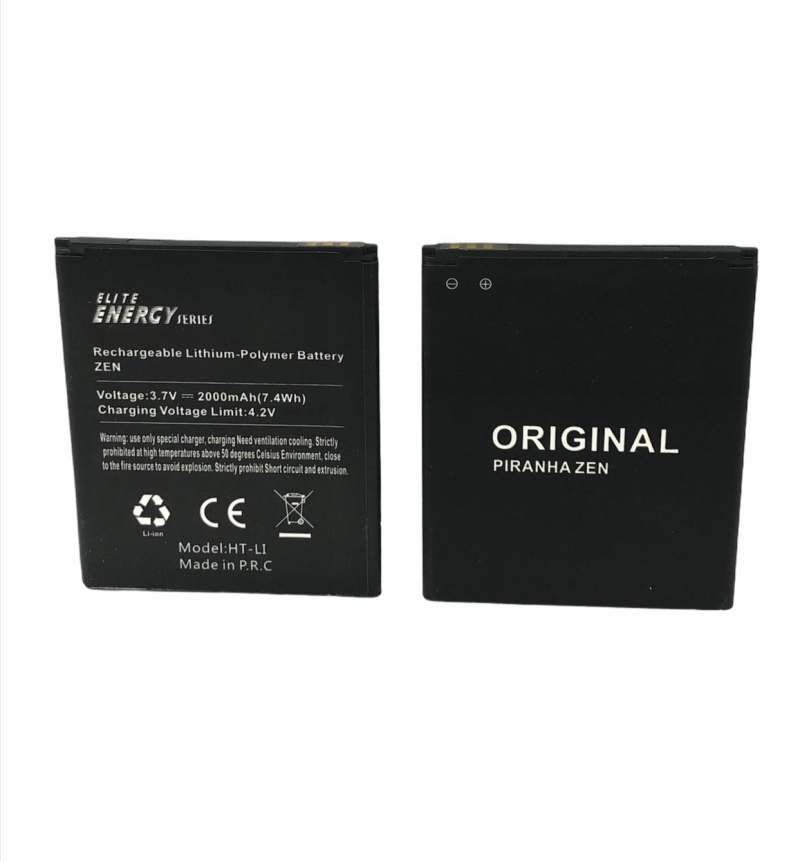 ELITE
ENERGY SERIES
Rechargeable Lithium-Polymer Battery
ZEN
Voltage:3.7V ⎓ 2000mAh(7.4Wh)
Charging Voltage Limit:4.2V
Warning: use only special charger, charging Need ventilation cooling. Strictly
prohibited at high temperatures above 50 degrees Celsius Environment, close
to the fire source to avoid explosion. Strictly prohibit Short circuit and extrusion.
Li-ion
CE
Model:HT-LI
Made in P.R.C
⊖ ⊕
ORIGINAL
PIRANHA ZEN